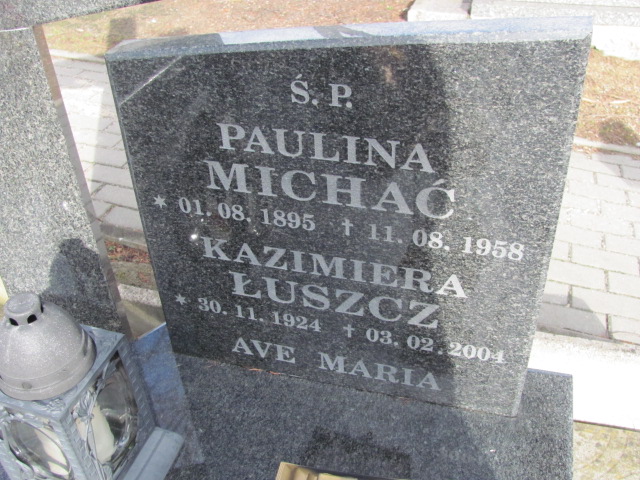 Ś. P.
PAULINA
MICHAĆ
* 01. 08. 1895 † 11. 08. 1958
KAZIMIERA
ŁUSZCZ
* 30. 11. 1924 † 03. 02. 2004
AVE MARIA